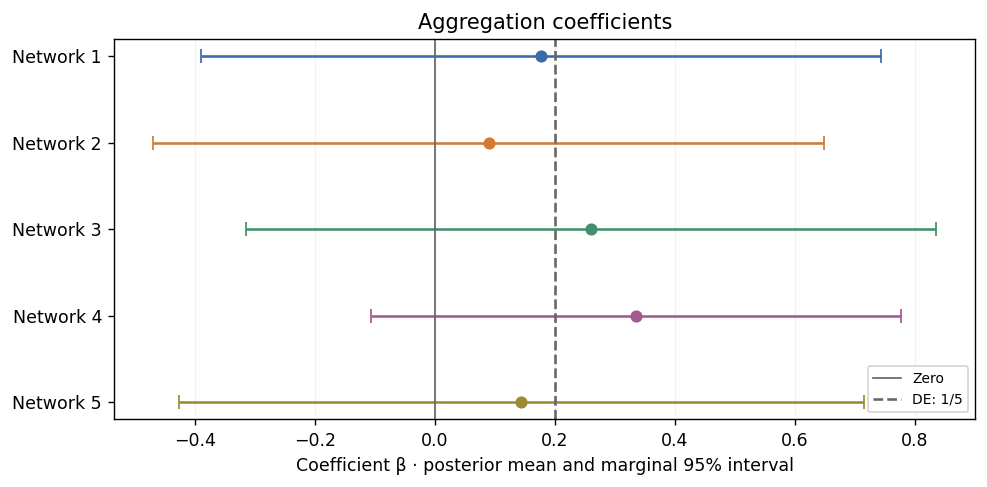 Aggregation coefficients
Network 1
Network 2
Network 3
Network 4
Network 5
Zero
DE: 1/5
−0.4 −0.2 0.0 0.2 0.4 0.6 0.8
Coefficient β · posterior mean and marginal 95% interval